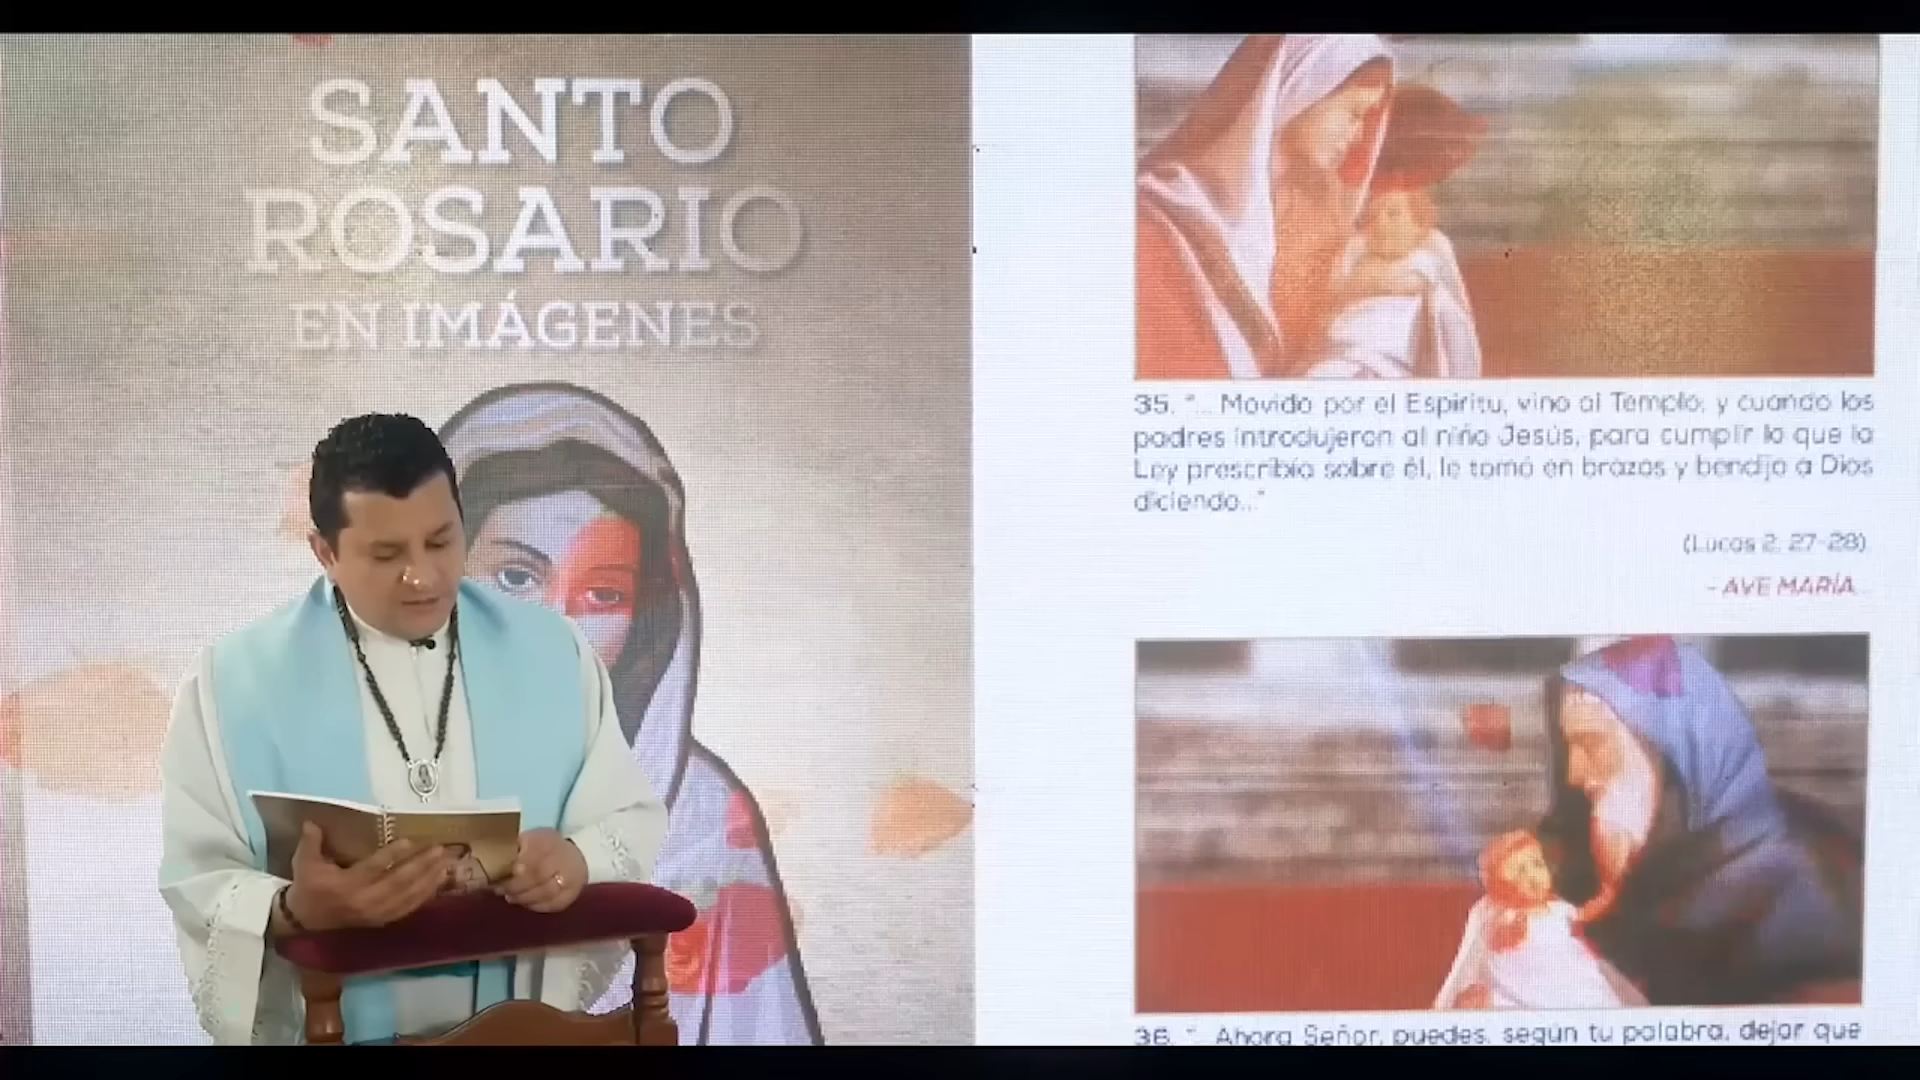 SANTO
ROSARIO
EN IMÁGENES
35. "... Movido por el Espíritu, vino al Templo; y cuando los
padres introdujeron al niño Jesús, para cumplir lo que la
Ley prescribía sobre él, le tomó en brazos y bendijo a Dios
diciendo..."
(Lucas 2, 27-28)
- AVE MARÍA.
36. "... Ahora Señor, puedes, según tu palabra, dejar que